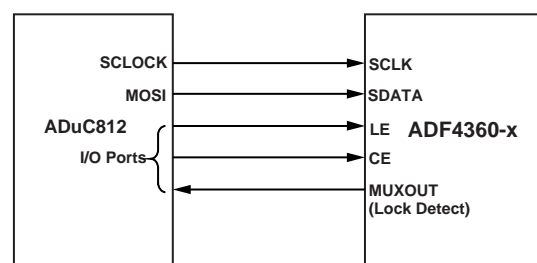 SCLOCK
SCLK
MOSI
SDATA
ADuC812
LE
ADF4360-x
I/O Ports
CE
MUXOUT
(Lock Detect)